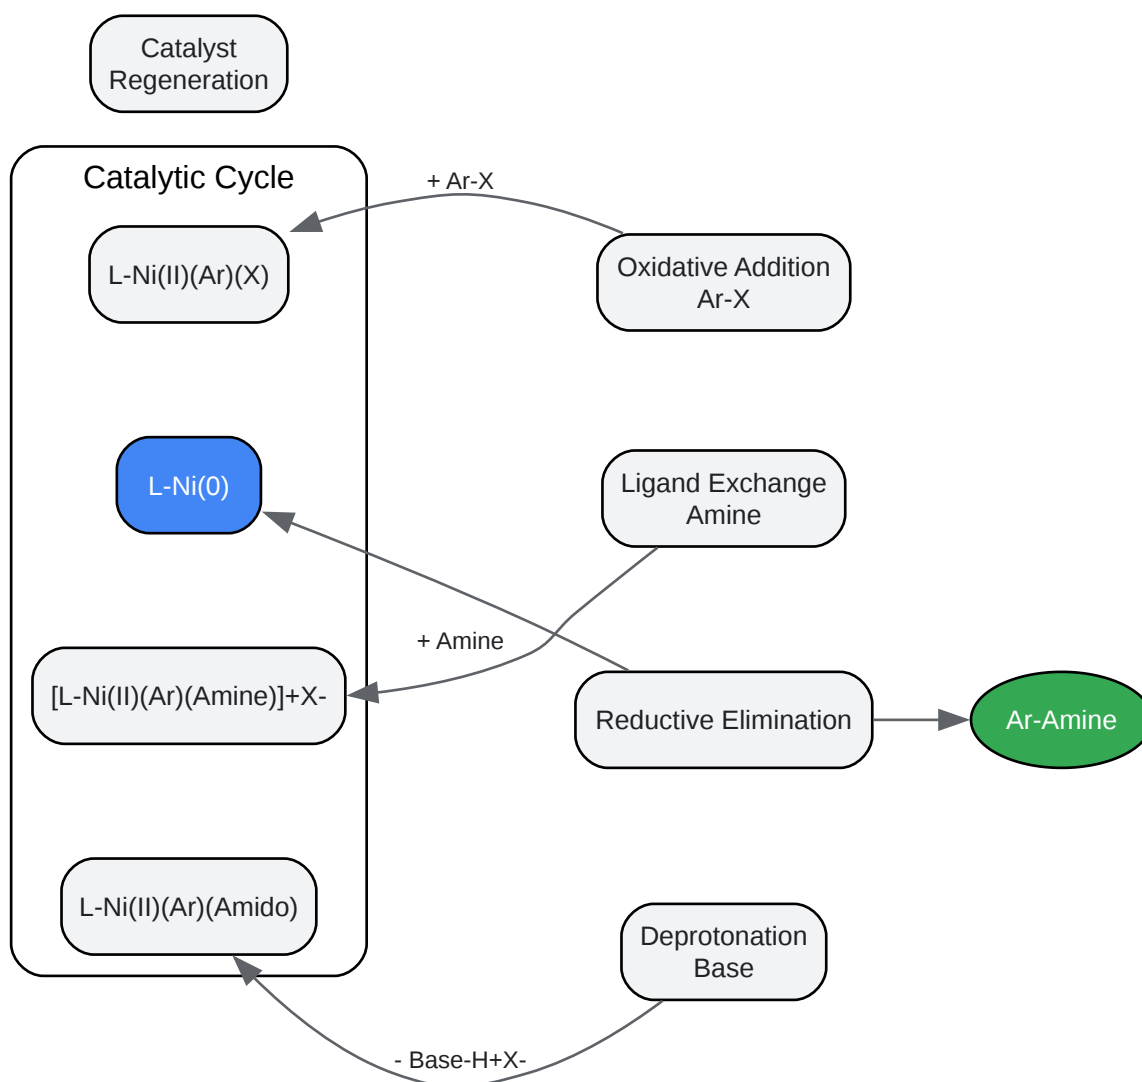 Catalyst
Regeneration
Catalytic Cycle
+ Ar-X
L-Ni(II)(Ar)(X)
Oxidative Addition
Ar-X
L-Ni(0)
Ligand Exchange
Amine
+ Amine
[L-Ni(II)(Ar)(Amine)]+X-
Reductive Elimination
Ar-Amine
L-Ni(II)(Ar)(Amido)
Deprotonation
Base
- Base-H+X-